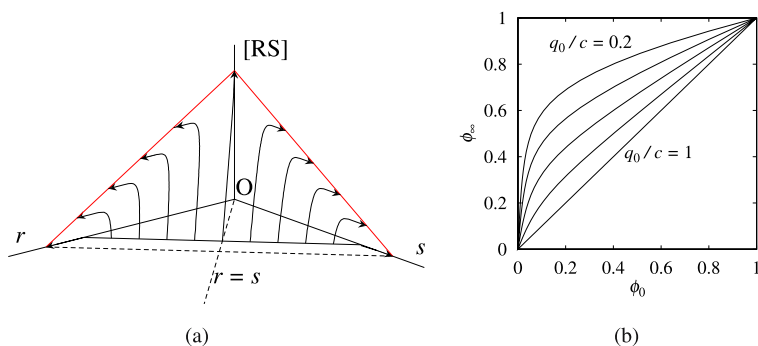 [RS]
O
r
s
r = s
(a)
1
0.8
0.6
0.4
0.2
0
ϕ∞
q₀/c = 0.2
q₀/c = 1
0 0.2 0.4 0.6 0.8 1
ϕ₀
(b)